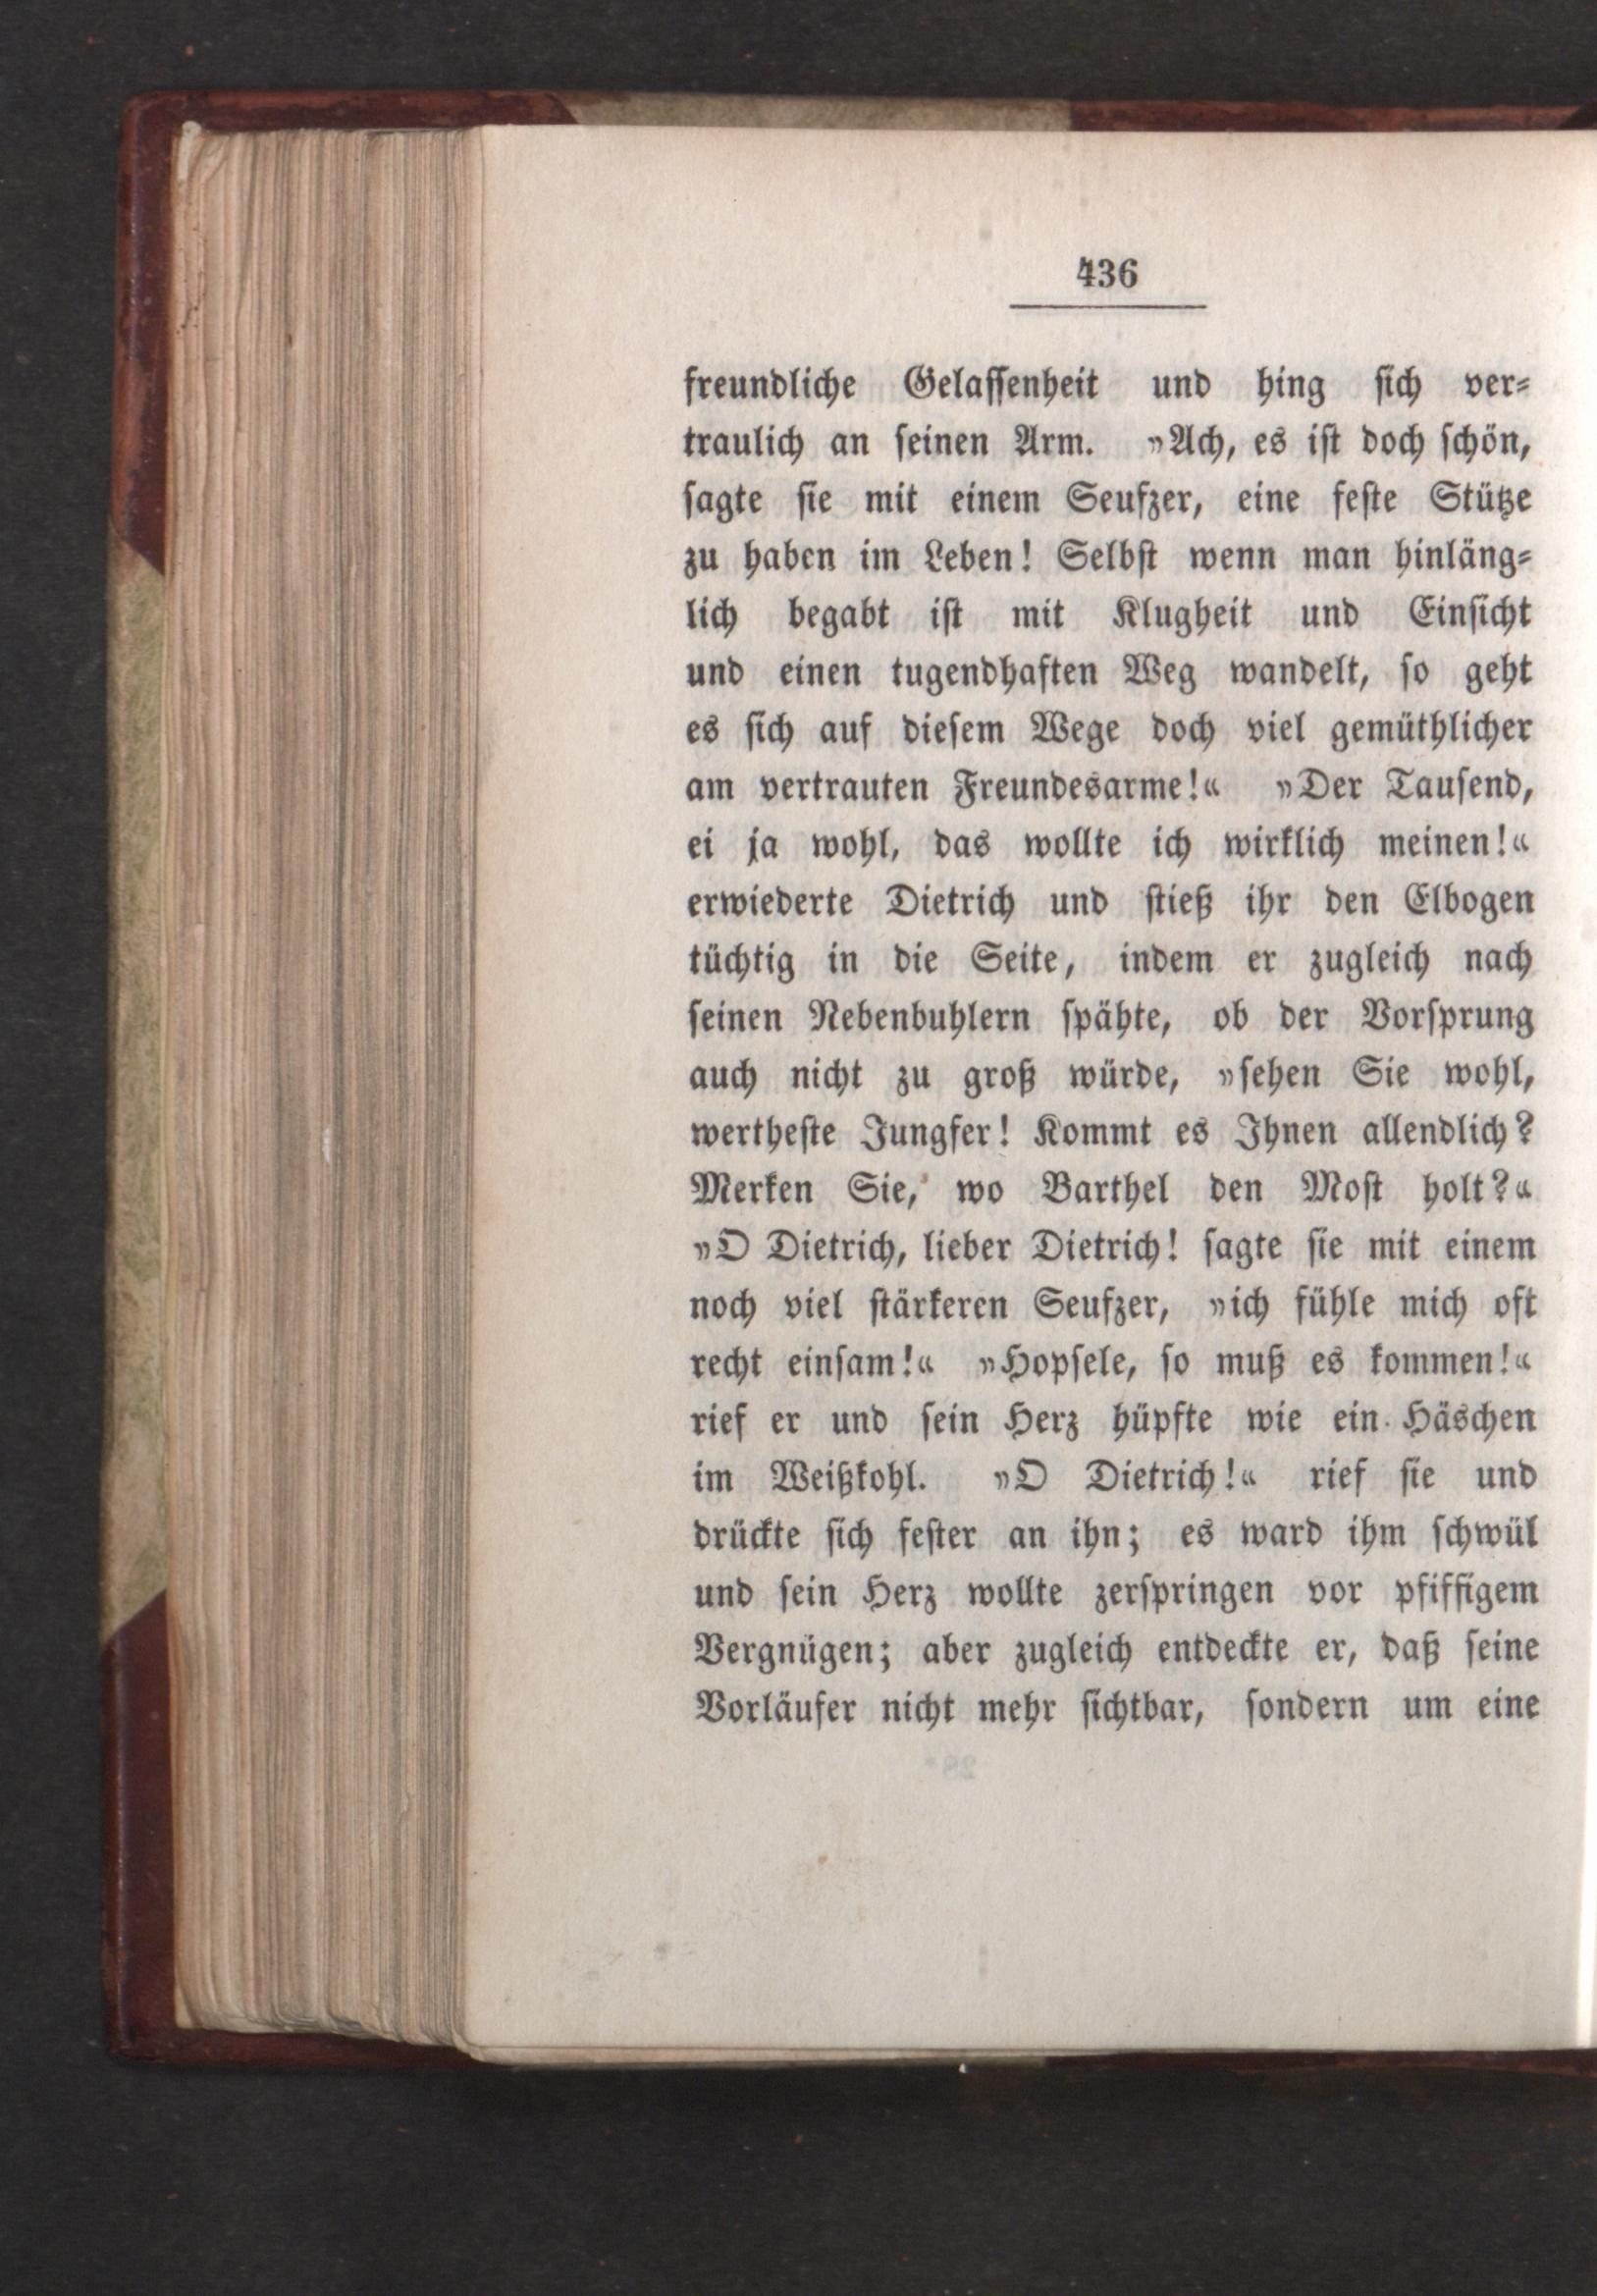 436
freundliche Gelassenheit und hing sich ver-
traulich an seinen Arm. »Ach, es ist doch schön,
sagte sie mit einem Seufzer, eine feste Stütze
zu haben im Leben! Selbst wenn man hinläng-
lich begabt ist mit Klugheit und Einsicht
und einen tugendhaften Weg wandelt, so geht
es sich auf diesem Wege doch viel gemüthlicher
am vertrauten Freundesarme!« »Der Tausend,
ei ja wohl, das wollte ich wirklich meinen!«
erwiederte Dietrich und stieß ihr den Elbogen
tüchtig in die Seite, indem er zugleich nach
seinen Nebenbuhlern spähte, ob der Vorsprung
auch nicht zu groß würde, »sehen Sie wohl,
wertheste Jungfer! Kommt es Ihnen allendlich?
Merken Sie, wo Barthel den Most holt?«
»O Dietrich, lieber Dietrich! sagte sie mit einem
noch viel stärkeren Seufzer, »ich fühle mich oft
recht einsam!« »Hopsele, so muß es kommen!«
rief er und sein Herz hüpfte wie ein Häschen
im Weißkohl. »O Dietrich!« rief sie und
drückte sich fester an ihn; es ward ihm schwül
und sein Herz wollte zerspringen vor pfiffigem
Vergnügen; aber zugleich entdeckte er, daß seine
Vorläufer nicht mehr sichtbar, sondern um eine